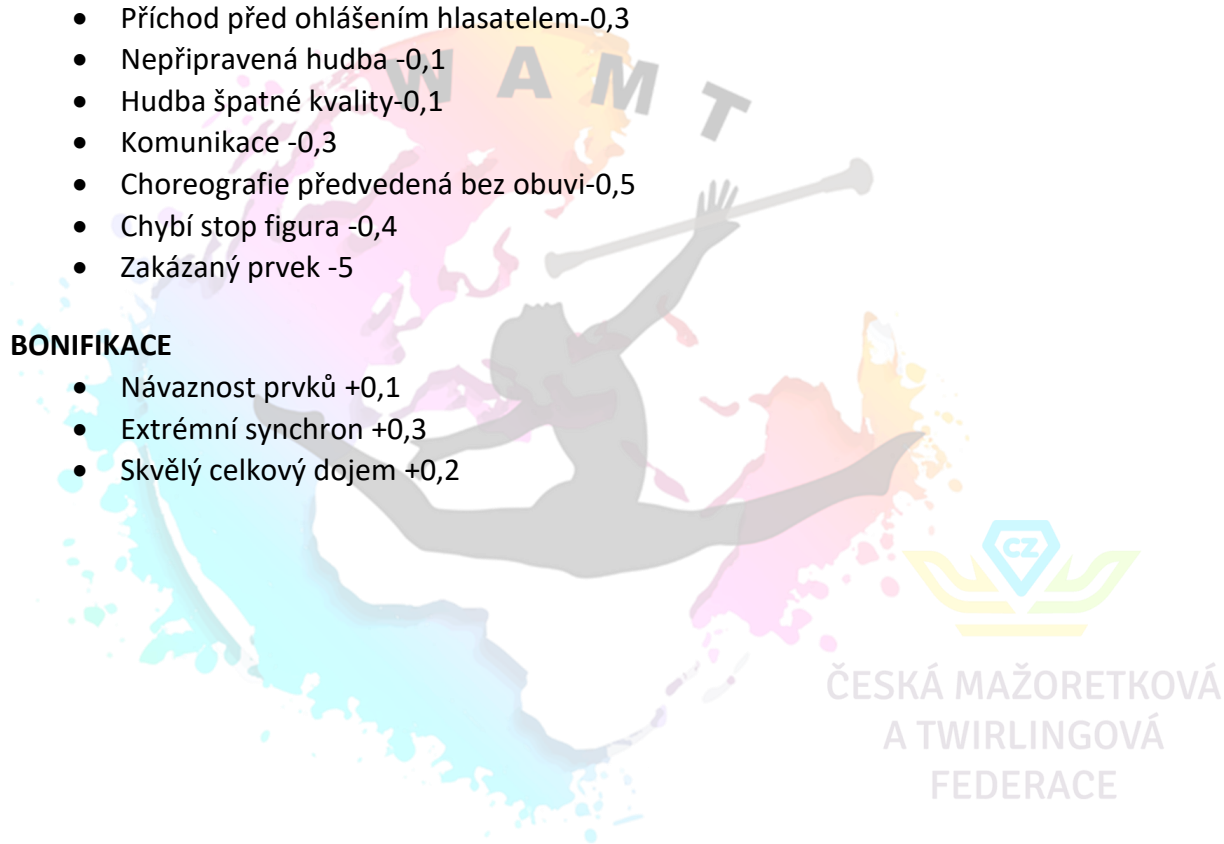 • Příchod před ohlášením hlasatelem-0,3
• Nepřipravená hudba -0,1
• Hudba špatné kvality-0,1
• Komunikace -0,3
• Choreografie předvedená bez obuvi-0,5
• Chybí stop figura -0,4
• Zakázaný prvek -5
WAMT
BONIFIKACE
• Návaznost prvků +0,1
• Extrémní synchron +0,3
• Skvělý celkový dojem +0,2
CZ
ČESKÁ MAŽORETKOVÁ
A TWIRLINGOVÁ
FEDERACE